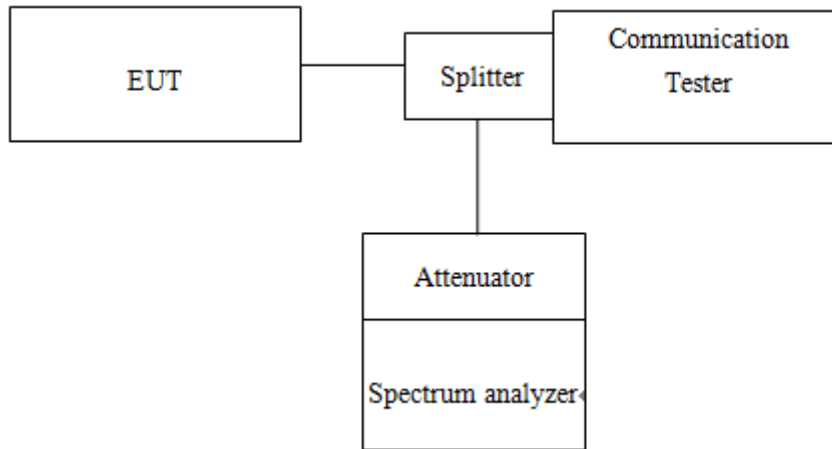 EUT
Splitter
Communication
Tester
Attenuator
Spectrum analyzer